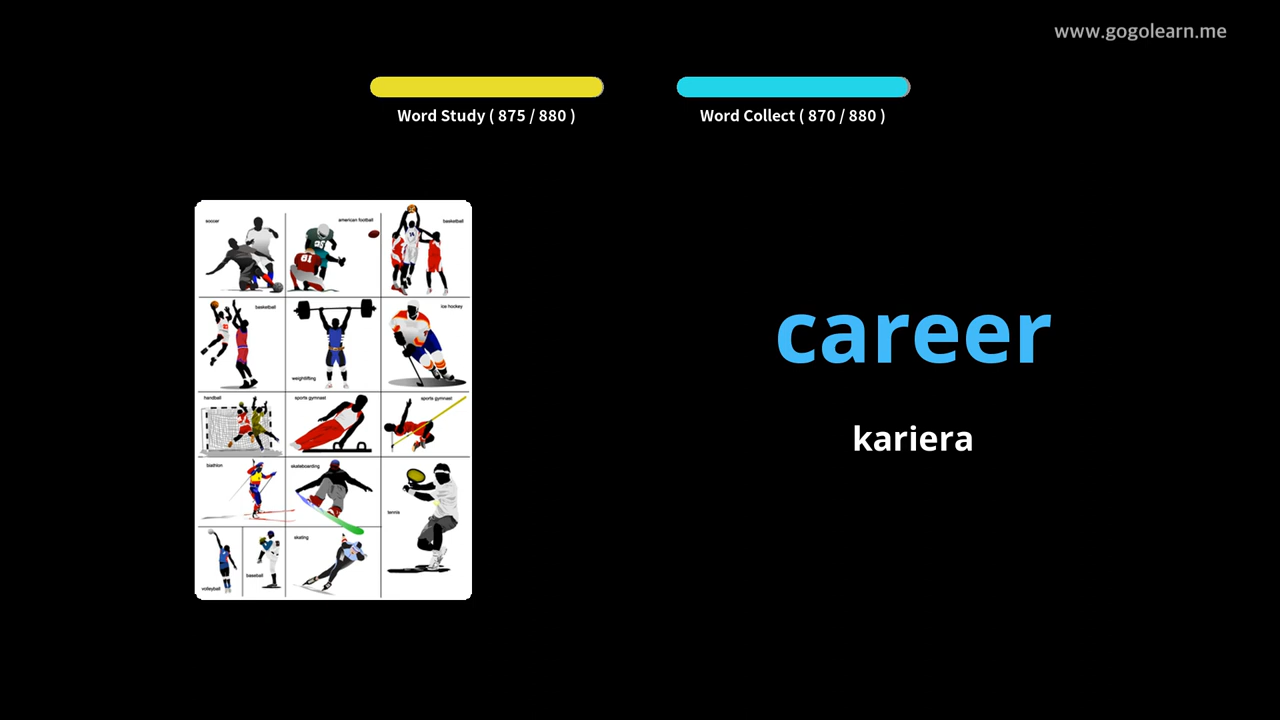 www.gogolearn.me
Word Study ( 875 / 880 )
Word Collect ( 870 / 880 )
soccer
american football
basketball
basketball
weightlifting
ice hockey
handball
sports gymnast
sports gymnast
biathlon
skateboarding
tennis
volleyball
baseball
skating
career
kariera